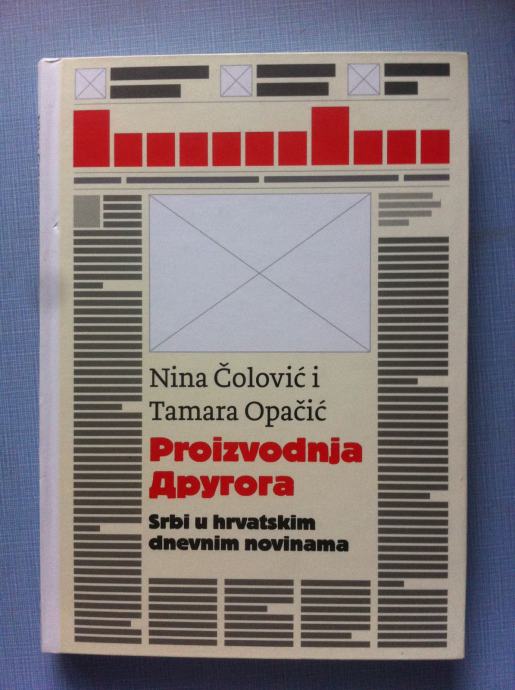 Nina Čolović i
Tamara Opačić
Proizvodnja
Другога
Srbi u hrvatskim
dnevnim novinama